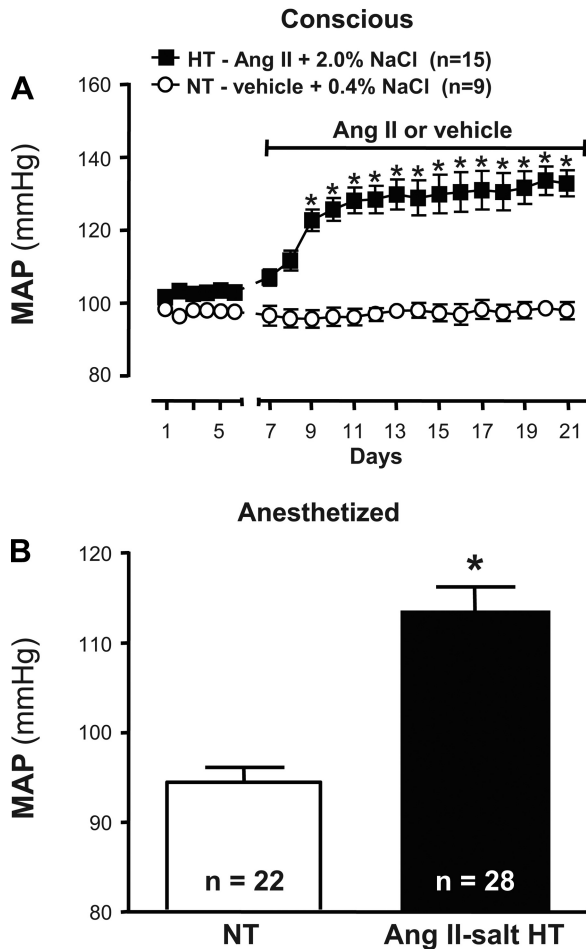 Conscious
HT - Ang II + 2.0% NaCl (n=15)
NT - vehicle + 0.4% NaCl (n=9)
A
MAP (mmHg)
160
140
120
100
80
Ang II or vehicle
* * * * * * * * * * * * *
1 5 7 9 11 13 15 17 19 21
Days
Anesthetized
B
MAP (mmHg)
120
110
100
90
80
*
n = 22
n = 28
NT
Ang II-salt HT